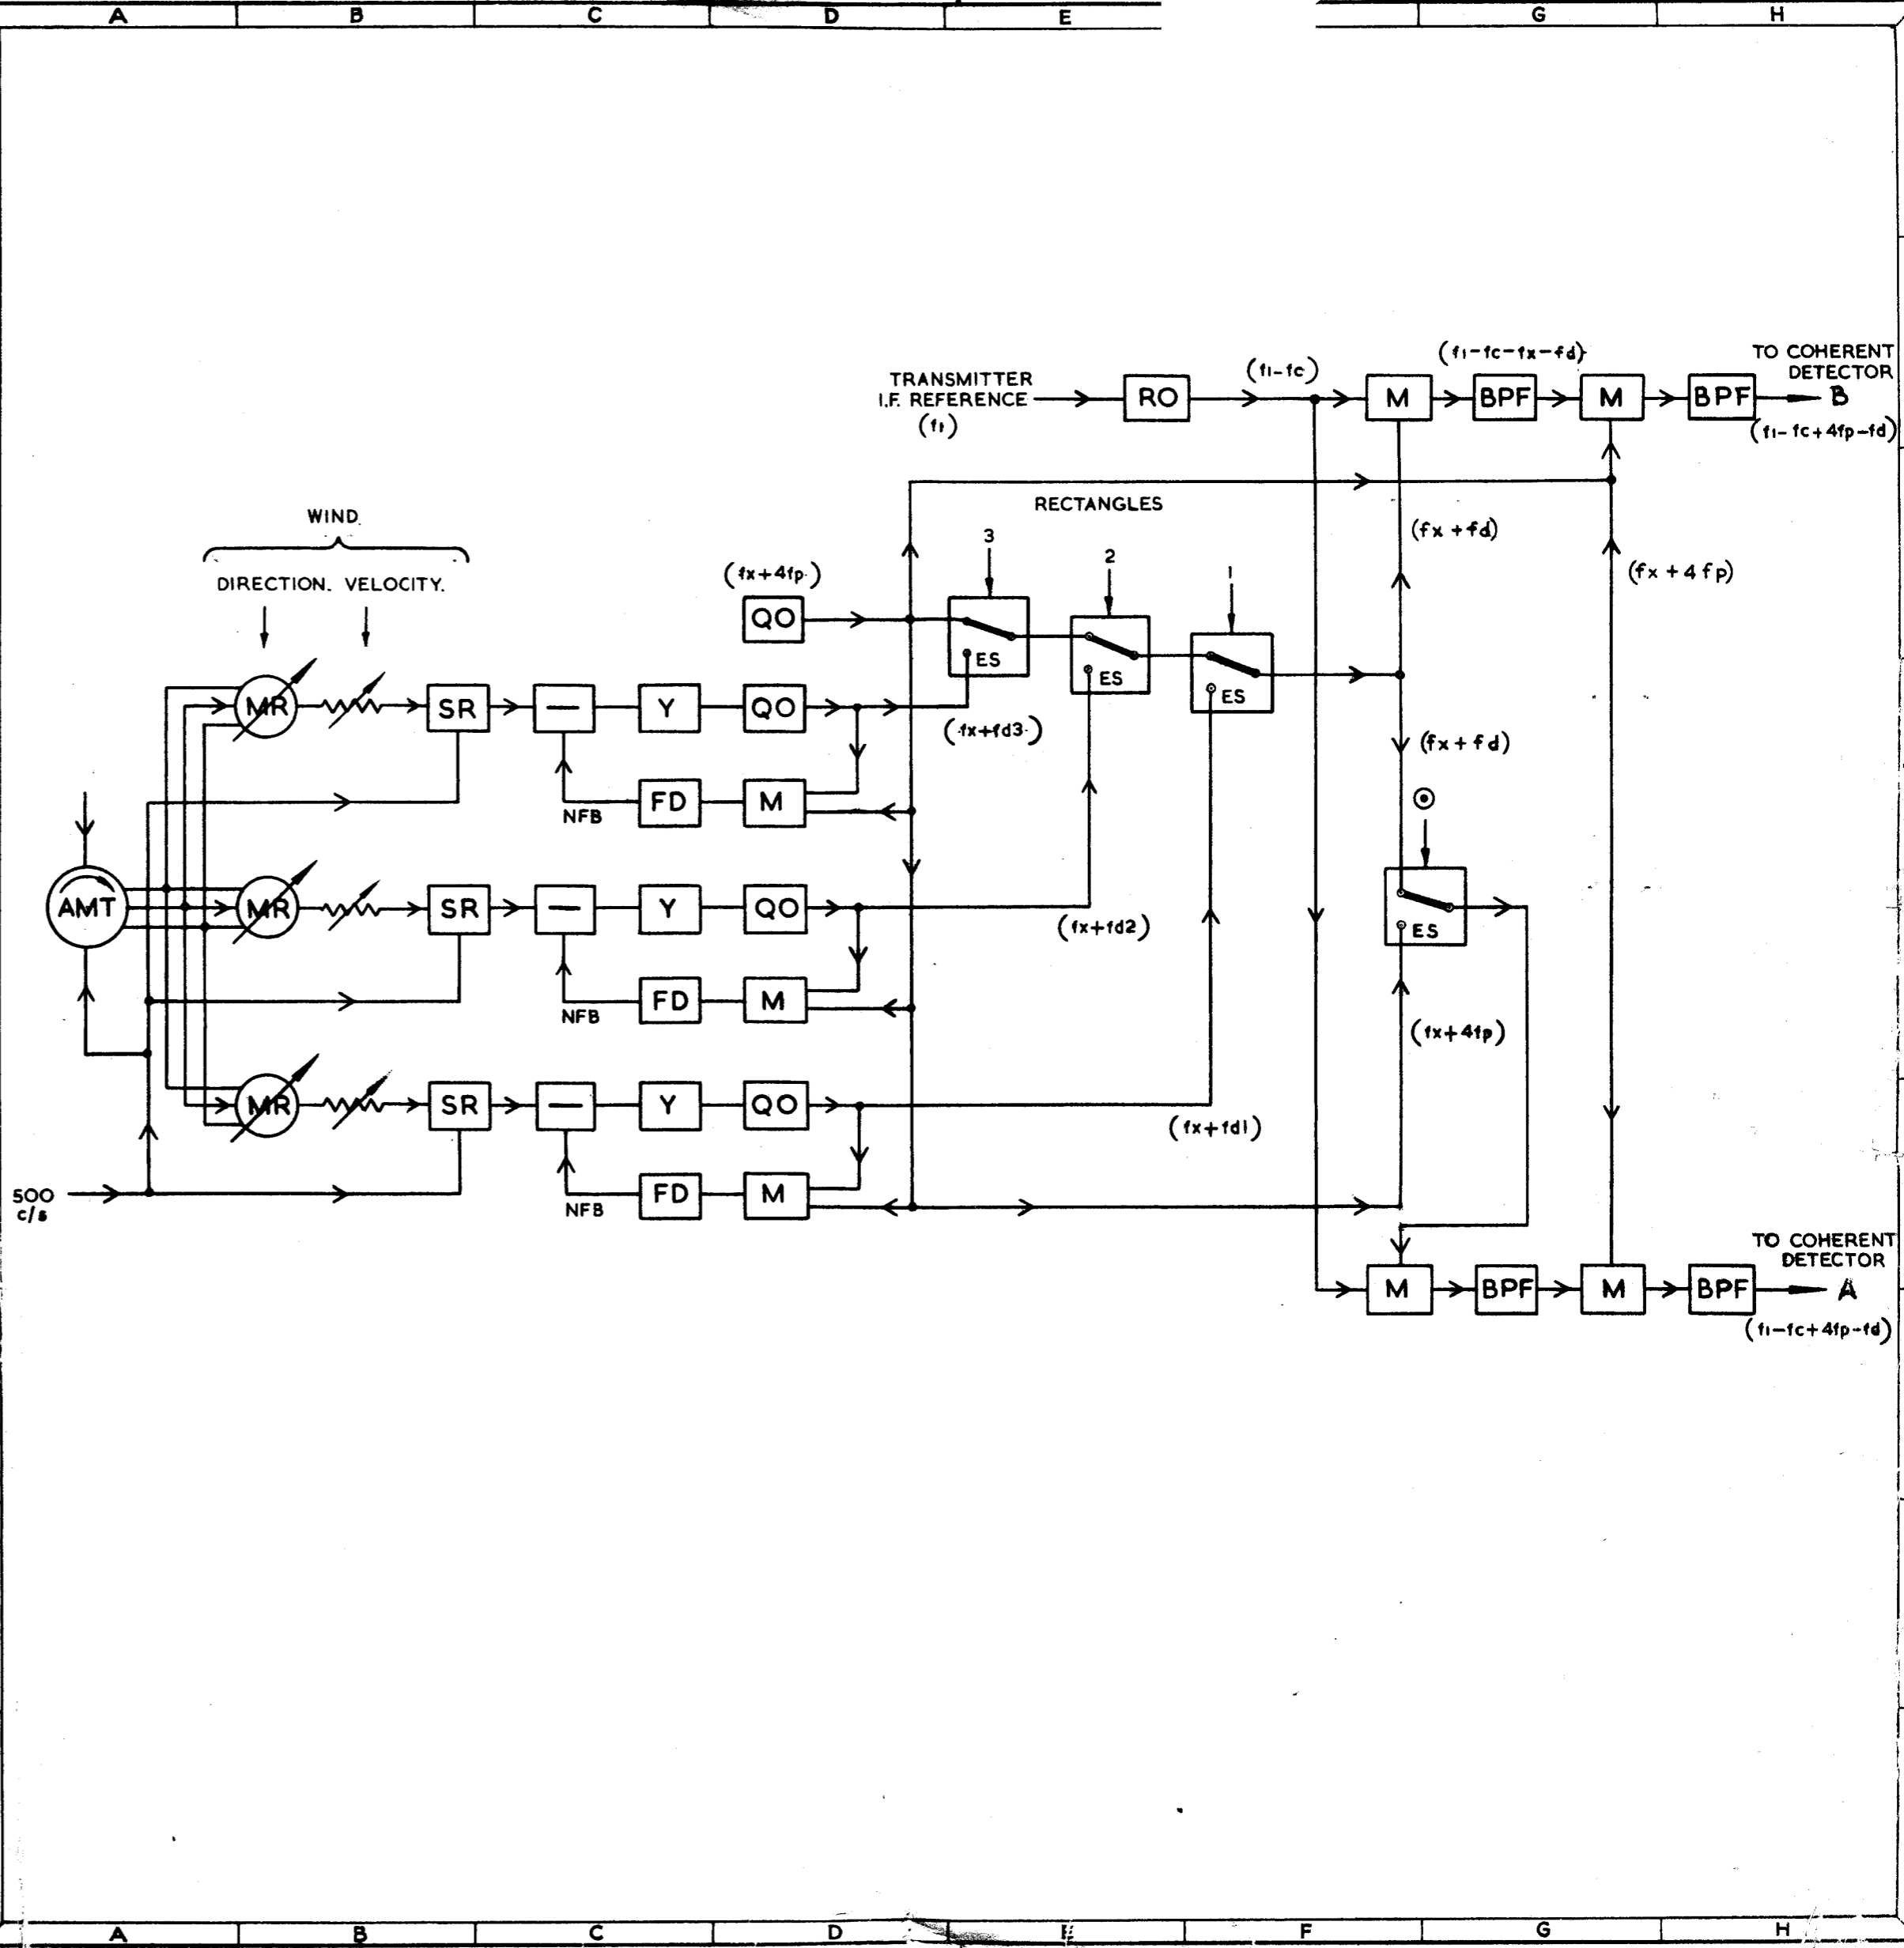 A B C D E G H
TRANSMITTER
I.F. REFERENCE
(f1)
RO
(f1-fc)
M
(f1-fc-fx-fd)
BPF
M
BPF
TO COHERENT
DETECTOR
B
(f1-fc+4fp-fd)
RECTANGLES
3
2
1
(fx+fd)
(fx+4fp)
WIND.
DIRECTION. VELOCITY.
(fx+4fp)
QO
ES
ES
ES
MR
SR
—
Y
QO
(fx+fd3)
(fx+fd)
NFB
FD
M
AMT
MR
SR
—
Y
QO
(fx+fd2)
ES
NFB
FD
M
(fx+4fp)
MR
SR
—
Y
QO
(fx+fd1)
500
c/s
NFB
FD
M
M
BPF
M
BPF
TO COHERENT
DETECTOR
A
(f1-fc+4fp-fd)
A B C D E F G H